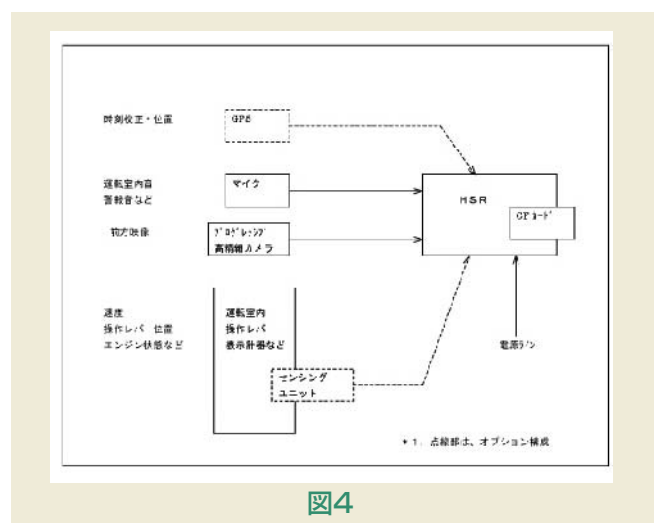 時刻校正・位置
GPS
運転室内音
警報音など
マイク
HSR
CFカード
前方映像
プログレッシブ
高精細カメラ
速度
操作レバー位置
エンジン状態など
運転室内
操作レバ
表示計器など
電源ライン
センシング
ユニット
*1. 点線部は、オプション構成
図4